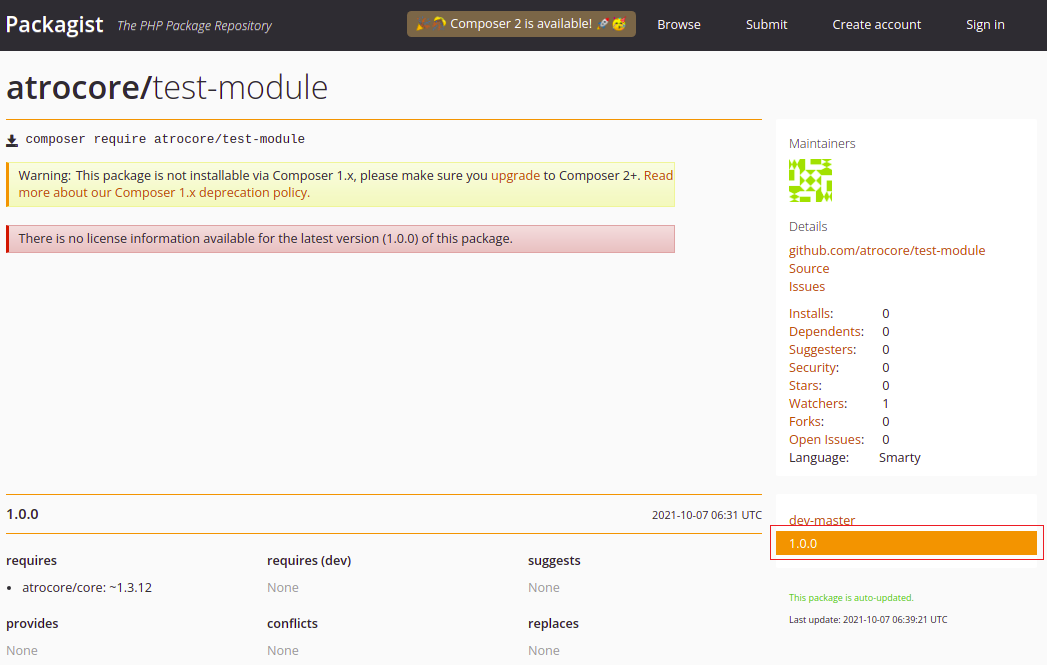 Packagist The PHP Package Repository Composer 2 is available! Browse Submit Create account Sign in
atrocore/test-module
composer require atrocore/test-module
Warning: This package is not installable via Composer 1.x, please make sure you upgrade to Composer 2+. Read
more about our Composer 1.x deprecation policy.
There is no license information available for the latest version (1.0.0) of this package.
Maintainers
Details
github.com/atrocore/test-module
Source
Issues
Installs: 0
Dependents: 0
Suggesters: 0
Security: 0
Stars: 0
Watchers: 1
Forks: 0
Open Issues: 0
Language: Smarty
1.0.0 2021-10-07 06:31 UTC
requires requires (dev) suggests
• atrocore/core: ~1.3.12 None None
provides conflicts replaces
None None None
dev-master
1.0.0
This package is auto-updated.
Last update: 2021-10-07 06:39:21 UTC